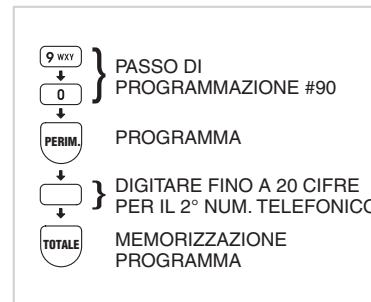 9 WXY
PASSO DI
PROGRAMMAZIONE #90
0
PERIM.
PROGRAMMA
DIGITARE FINO A 20 CIFRE
PER IL 2° NUM. TELEFONICO
TOTALE
MEMORIZZAZIONE
PROGRAMMA